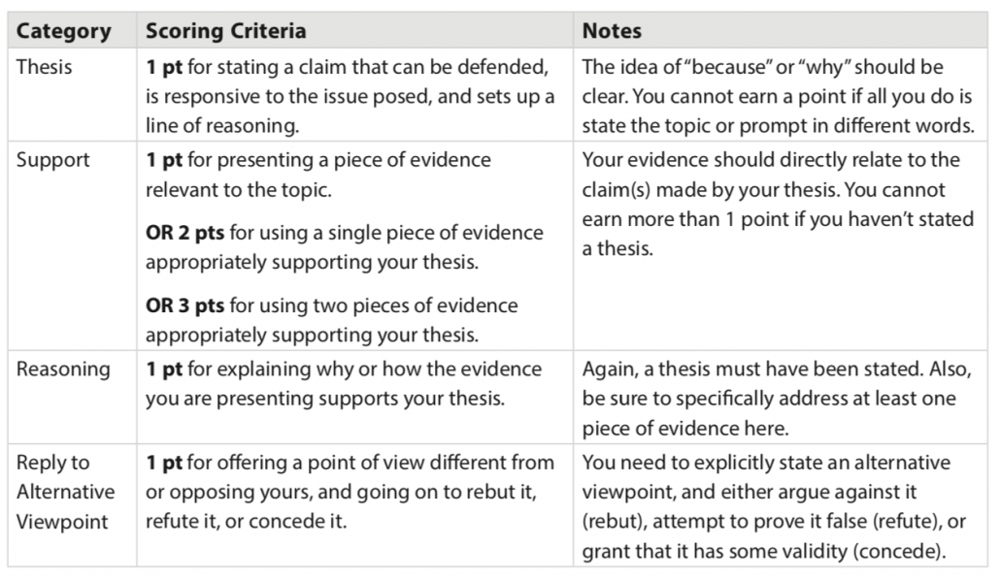 Category Scoring Criteria Notes
Thesis
1 pt for stating a claim that can be defended,
is responsive to the issue posed, and sets up a
line of reasoning.
The idea of “because” or “why” should be
clear. You cannot earn a point if all you do is
state the topic or prompt in different words.
Support
1 pt for presenting a piece of evidence
relevant to the topic.
OR 2 pts for using a single piece of evidence
appropriately supporting your thesis.
OR 3 pts for using two pieces of evidence
appropriately supporting your thesis.
Your evidence should directly relate to the
claim(s) made by your thesis. You cannot
earn more than 1 point if you haven’t stated
a thesis.
Reasoning
1 pt for explaining why or how the evidence
you are presenting supports your thesis.
Again, a thesis must have been stated. Also,
be sure to specifically address at least one
piece of evidence here.
Reply to
Alternative
Viewpoint
1 pt for offering a point of view different from
or opposing yours, and going on to rebut it,
refute it, or concede it.
You need to explicitly state an alternative
viewpoint, and either argue against it
(rebut), attempt to prove it false (refute), or
grant that it has some validity (concede).